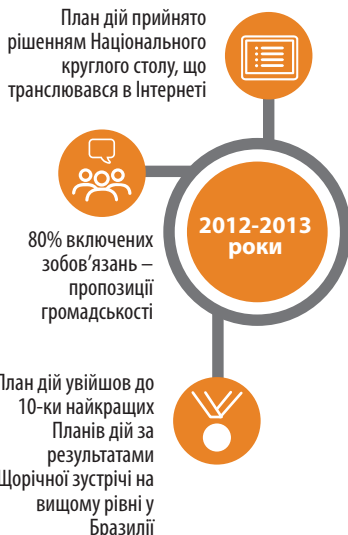 План дій прийнято
рішенням Національного
круглого столу, що
транслювався в Інтернеті
2012-2013
роки
80% включених
зобов'язань –
пропозиції
громадськості
План дій увійшов до
10-ки найкращих
Планів дій за
результатами
Щорічної зустрічі на
вищому рівні у
Бразилії